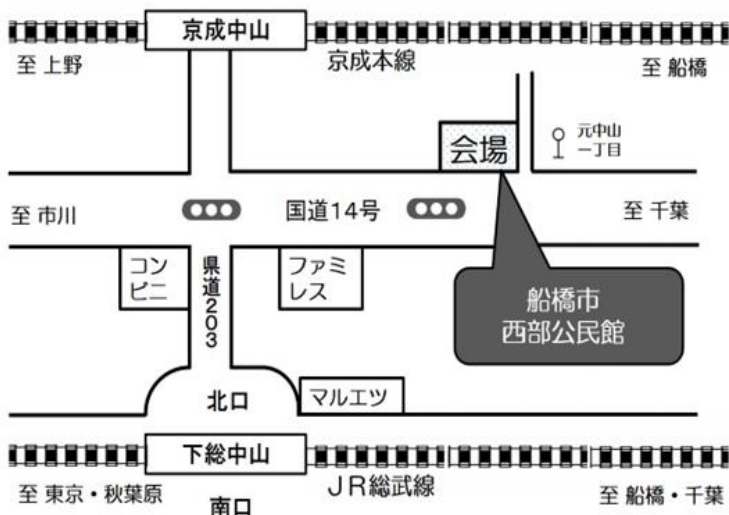 京成中山
至 上野
京成本線
至 船橋
会場
元中山
一丁目
至 市川
国道14号
至 千葉
コン
ビニ
県道203
ファミ
レス
船橋市
西部公民館
北口
マルエツ
下総中山
至 東京・秋葉原
南口
JR総武線
至 船橋・千葉